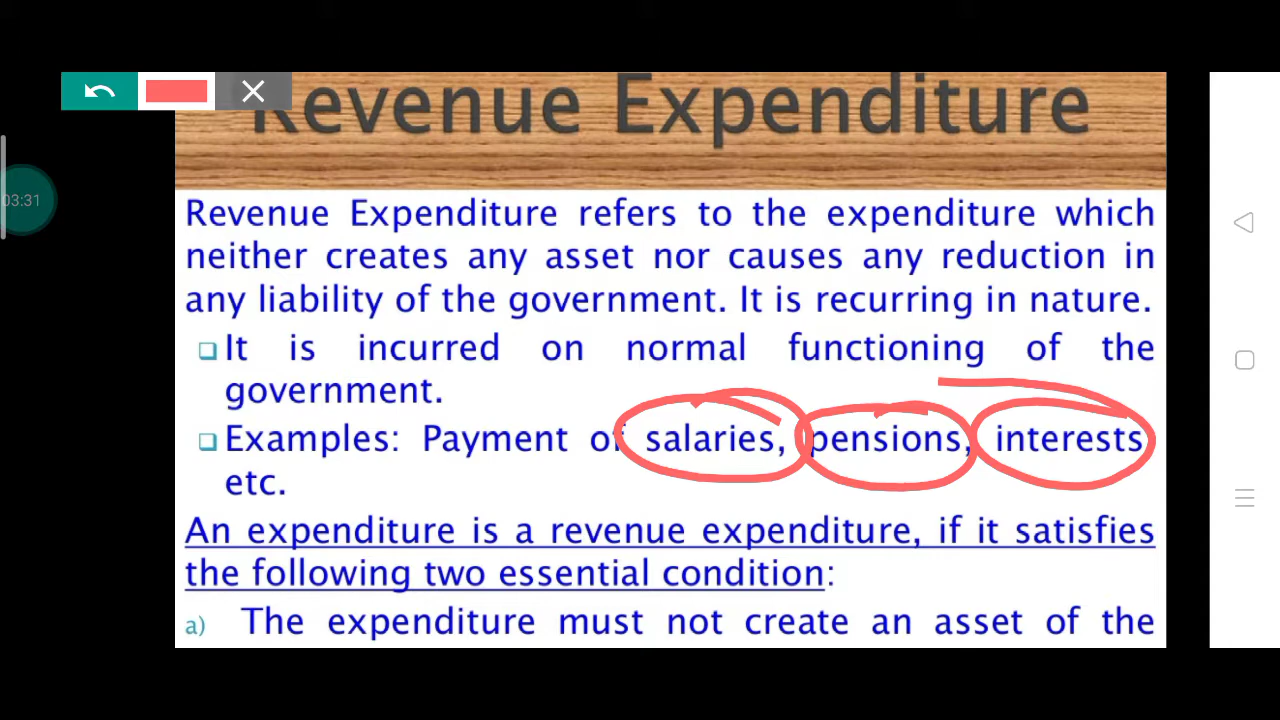 Revenue Expenditure
03:31
Revenue Expenditure refers to the expenditure which
neither creates any asset nor causes any reduction in
any liability of the government. It is recurring in nature.
It is incurred on normal functioning of the
government.
Examples: Payment of salaries, pensions, interests
etc.
An expenditure is a revenue expenditure, if it satisfies
the following two essential condition:
a) The expenditure must not create an asset of the